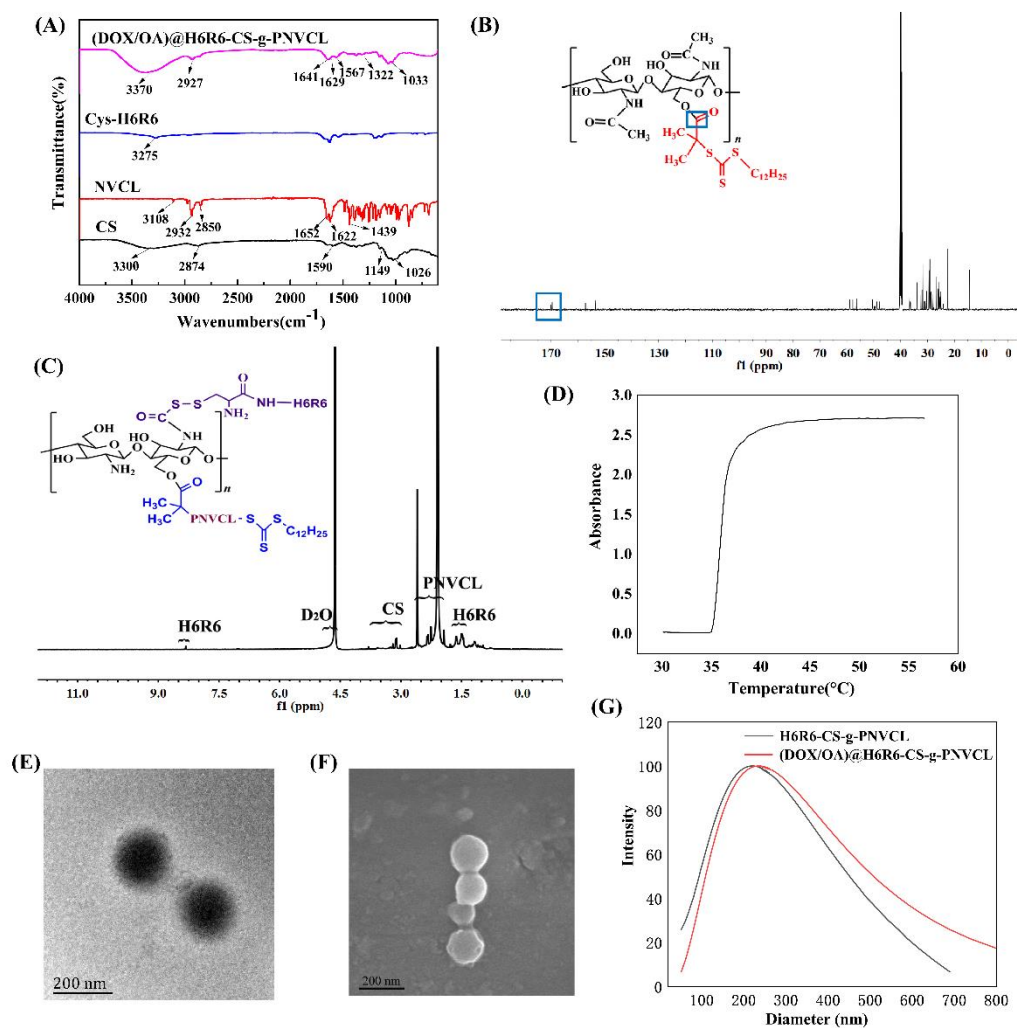 (A)
(DOX/OA)@H6R6-CS-g-PNVCL
3370
2927
1641
1629
1567
1322
1033
Cys-H6R6
3275
NVCL
3108
2932
2850
1652
1622
1439
CS
3300
2874
1590
1149
1026
Transmittance(%)
4000 3500 3000 2500 2000 1500 1000
Wavenumbers(cm⁻¹)
(B)
CH₃
O
NH
OH
HO
O
HO
O
O
O
HO
O
NH
O
O
O
CH₃
n
H₃C
H₃C
S
S
S
C₁₂H₂₅
170 150 130 110 90 80 70 60 50 40 30 20 10 0
f1 (ppm)
(C)
O
S
S
NH
H6R6
NH₂
O
C
OH
HO
NH
O
HO
O
O
O
NH₂
O
O
O
n
H₃C
H₃C
PNVCL
S
S
S
C₁₂H₂₅
H6R6
D₂O
CS
PNVCL
H6R6
11.0 9.0 7.5 6.0 4.5 3.0 1.5 0.0
f1 (ppm)
(D)
Absorbance
3.0
2.5
2.0
1.5
1.0
0.5
0.0
30 35 40 45 50 55 60
Temperature(°C)
(E)
200 nm
(F)
200 nm
(G)
H6R6-CS-g-PNVCL
(DOX/OA)@H6R6-CS-g-PNVCL
Intensity
120
100
80
60
40
20
0
100 200 300 400 500 600 700 800
Diameter (nm)